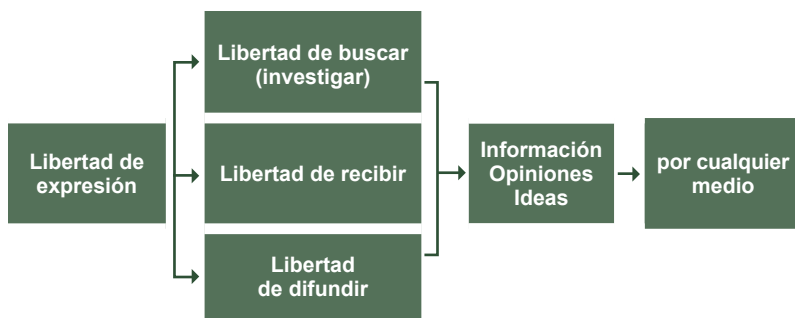 Libertad de
expresión
Libertad de buscar
(investigar)
Libertad de recibir
Libertad
de difundir
Información
Opiniones
Ideas
por cualquier
medio